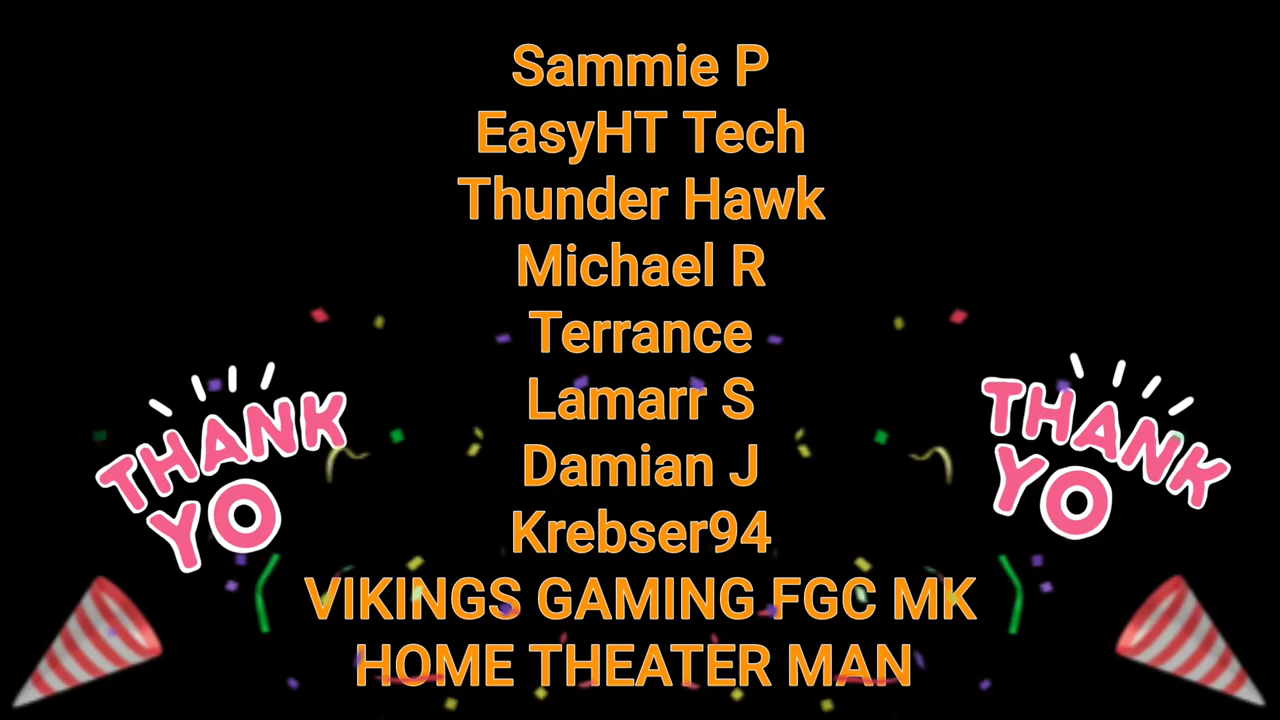 Sammie P
EasyHT Tech
Thunder Hawk
Michael R
Terrance
Lamarr S
Damian J
Krebser94
VIKINGS GAMING FGC MK
HOME THEATER MAN
THANK
YO
THANK
YO